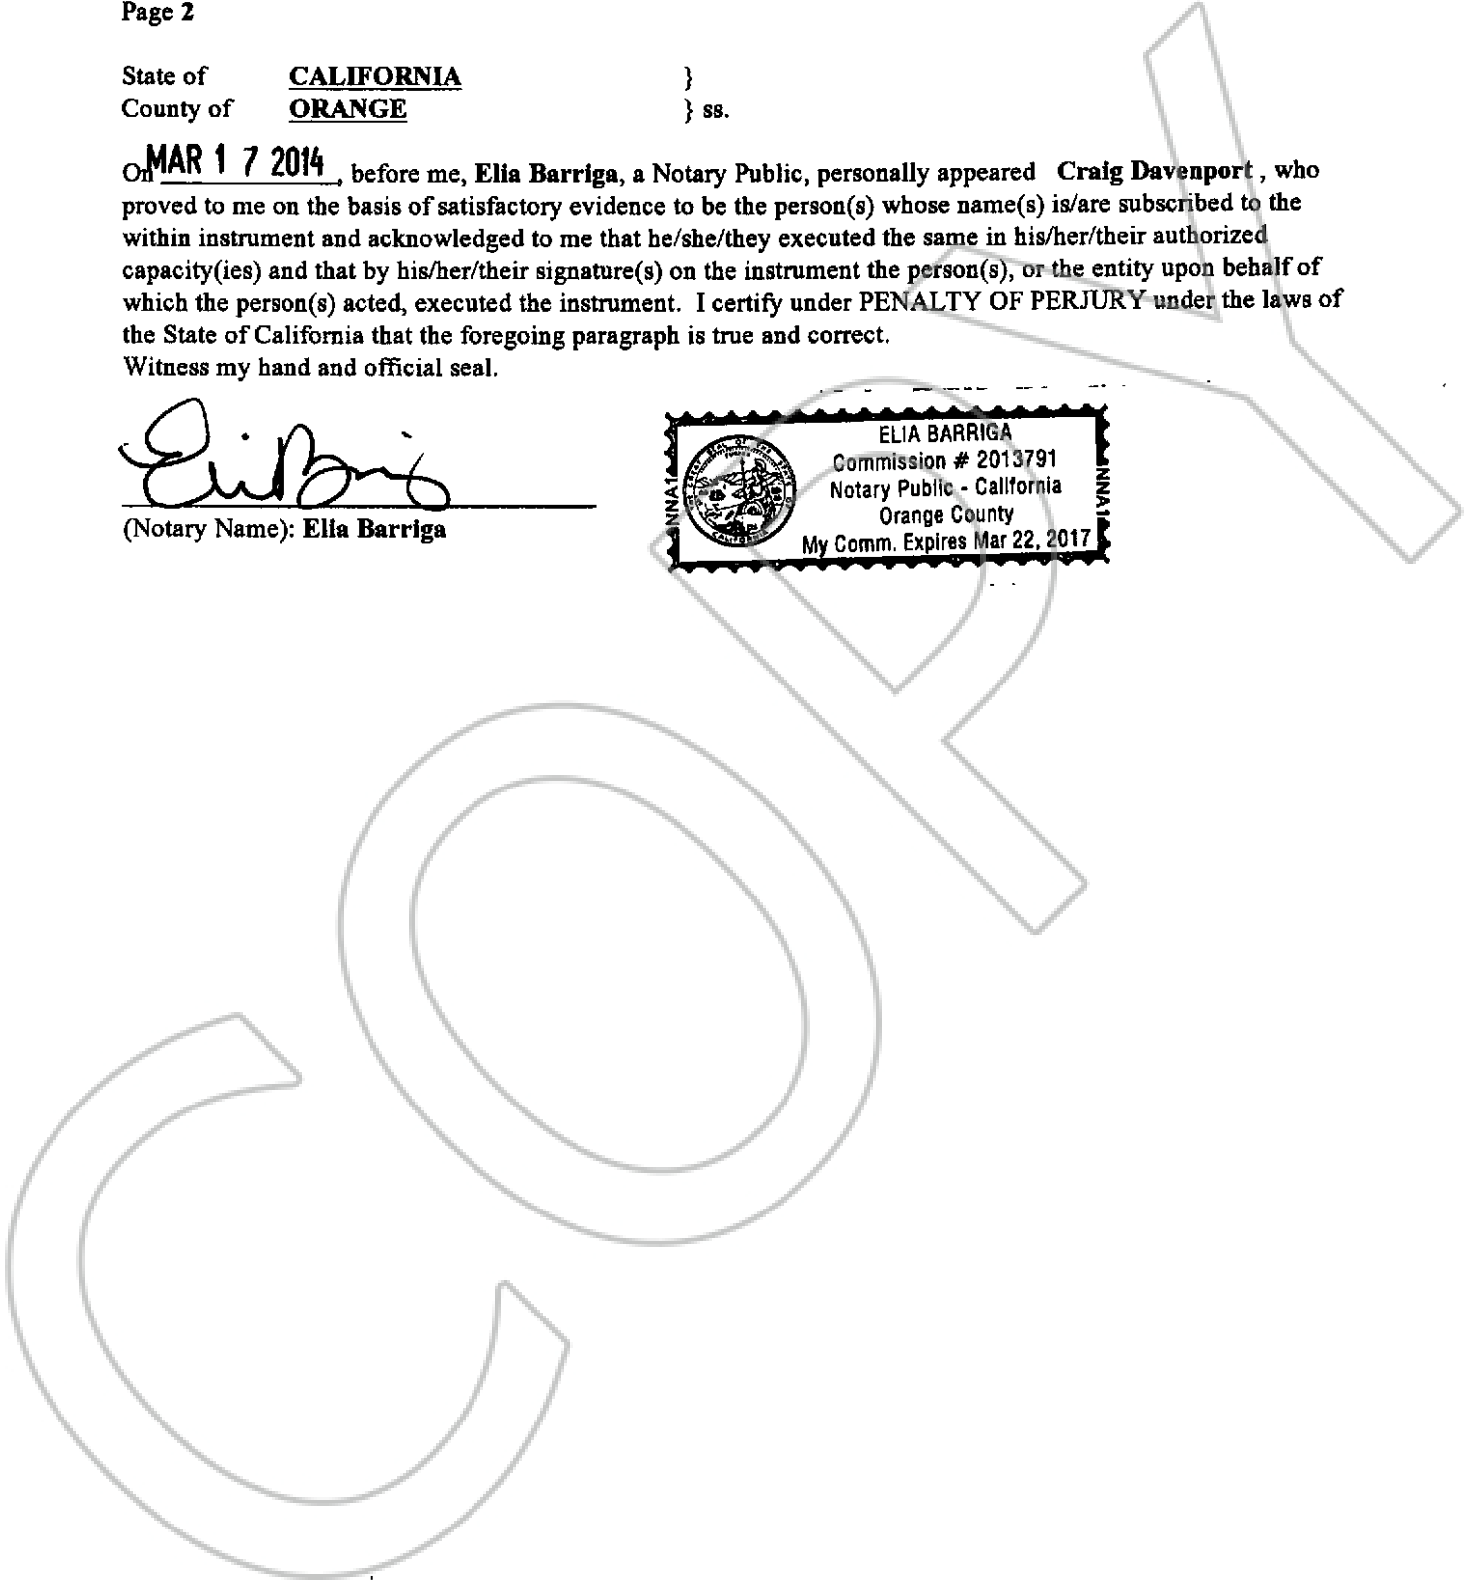 Page 2
State of CALIFORNIA }
County of ORANGE } ss.
On MAR 17 2014, before me, Elia Barriga, a Notary Public, personally appeared Craig Davenport , who
proved to me on the basis of satisfactory evidence to be the person(s) whose name(s) is/are subscribed to the
within instrument and acknowledged to me that he/she/they executed the same in his/her/their authorized
capacity(ies) and that by his/her/their signature(s) on the instrument the person(s), or the entity upon behalf of
which the person(s) acted, executed the instrument. I certify under PENALTY OF PERJURY under the laws of
the State of California that the foregoing paragraph is true and correct.
Witness my hand and official seal.
(Notary Name): Elia Barriga
ELIA BARRIGA
Commission # 2013791
Notary Public - California
Orange County
My Comm. Expires Mar 22, 2017
NNA1
NNA1
COPY